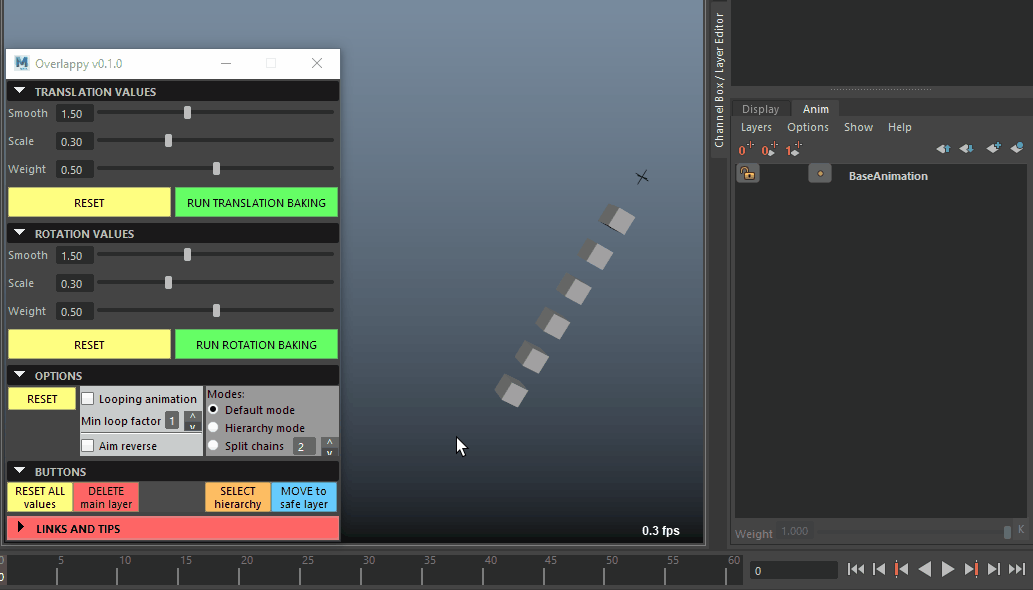 Overlappy v0.1.0
TRANSLATION VALUES
Smooth 1.50
Scale 0.30
Weight 0.50
RESET RUN TRANSLATION BAKING
ROTATION VALUES
Smooth 1.50
Scale 0.30
Weight 0.50
RESET RUN ROTATION BAKING
OPTIONS
RESET
Looping animation
Min loop factor 1
Aim reverse
Modes:
Default mode
Hierarchy mode
Split chains 2
BUTTONS
RESET ALL
values
DELETE
main layer
SELECT
hierarchy
MOVE to
safe layer
LINKS AND TIPS
0.3 fps
Channel Box / Layer Editor
Display Anim
Layers Options Show Help
0 0 1
BaseAnimation
Weight 1.000 K
0 5 10 15 20 25 30 35 40 45 50 55 60
0
0